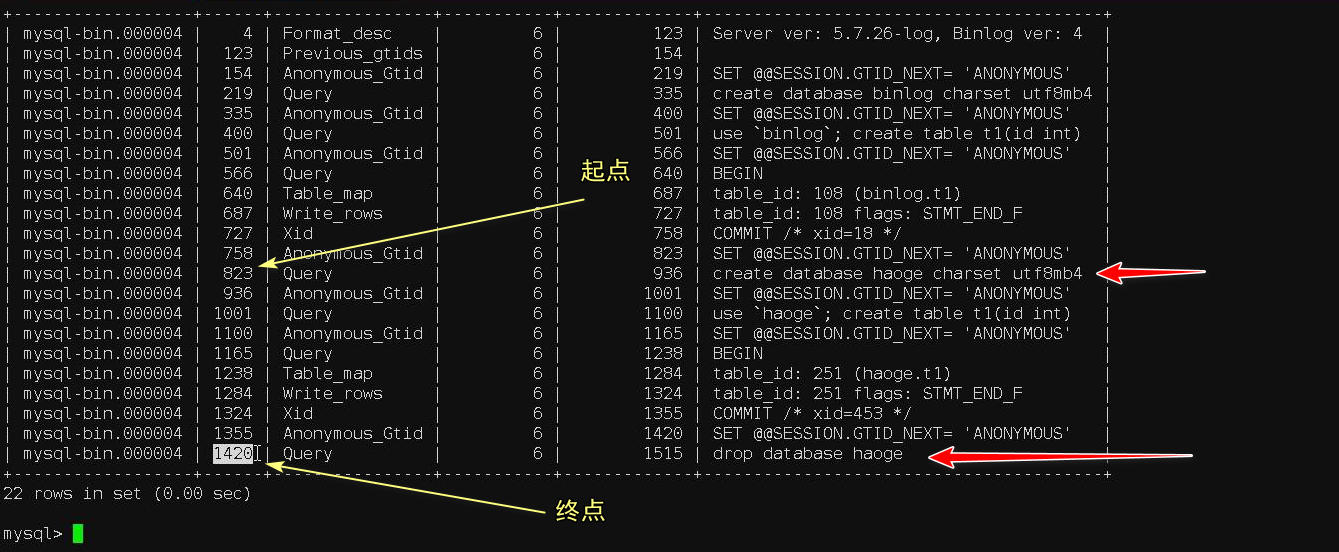 | mysql-bin.000004 | 4 | Format_desc | 6 | 123 | Server ver: 5.7.26-log, Binlog ver: 4 |
| mysql-bin.000004 | 123 | Previous_gtids | 6 | 154 | |
| mysql-bin.000004 | 154 | Anonymous_Gtid | 6 | 219 | SET @@SESSION.GTID_NEXT= 'ANONYMOUS' |
| mysql-bin.000004 | 219 | Query | 6 | 335 | create database binlog charset utf8mb4 |
| mysql-bin.000004 | 335 | Anonymous_Gtid | 6 | 400 | SET @@SESSION.GTID_NEXT= 'ANONYMOUS' |
| mysql-bin.000004 | 400 | Query | 6 | 501 | use `binlog`; create table t1(id int) |
| mysql-bin.000004 | 501 | Anonymous_Gtid | 6 | 566 | SET @@SESSION.GTID_NEXT= 'ANONYMOUS' |
起点
| mysql-bin.000004 | 566 | Query | 6 | 640 | BEGIN |
| mysql-bin.000004 | 640 | Table_map | 6 | 687 | table_id: 108 (binlog.t1) |
| mysql-bin.000004 | 687 | Write_rows | 6 | 727 | table_id: 108 flags: STMT_END_F |
| mysql-bin.000004 | 727 | Xid | 6 | 758 | COMMIT /* xid=18 */ |
| mysql-bin.000004 | 758 | Anonymous_Gtid | 6 | 823 | SET @@SESSION.GTID_NEXT= 'ANONYMOUS' |
| mysql-bin.000004 | 823 | Query | 6 | 936 | create database haoge charset utf8mb4 |
| mysql-bin.000004 | 936 | Anonymous_Gtid | 6 | 1001 | SET @@SESSION.GTID_NEXT= 'ANONYMOUS' |
| mysql-bin.000004 | 1001 | Query | 6 | 1100 | use `haoge`; create table t1(id int) |
| mysql-bin.000004 | 1100 | Anonymous_Gtid | 6 | 1165 | SET @@SESSION.GTID_NEXT= 'ANONYMOUS' |
| mysql-bin.000004 | 1165 | Query | 6 | 1238 | BEGIN |
| mysql-bin.000004 | 1238 | Table_map | 6 | 1284 | table_id: 251 (haoge.t1) |
| mysql-bin.000004 | 1284 | Write_rows | 6 | 1324 | table_id: 251 flags: STMT_END_F |
| mysql-bin.000004 | 1324 | Xid | 6 | 1355 | COMMIT /* xid=453 */ |
| mysql-bin.000004 | 1355 | Anonymous_Gtid | 6 | 1420 | SET @@SESSION.GTID_NEXT= 'ANONYMOUS' |
| mysql-bin.000004 | 1420 | Query | 6 | 1515 | drop database haoge |
22 rows in set (0.00 sec)
终点
mysql>